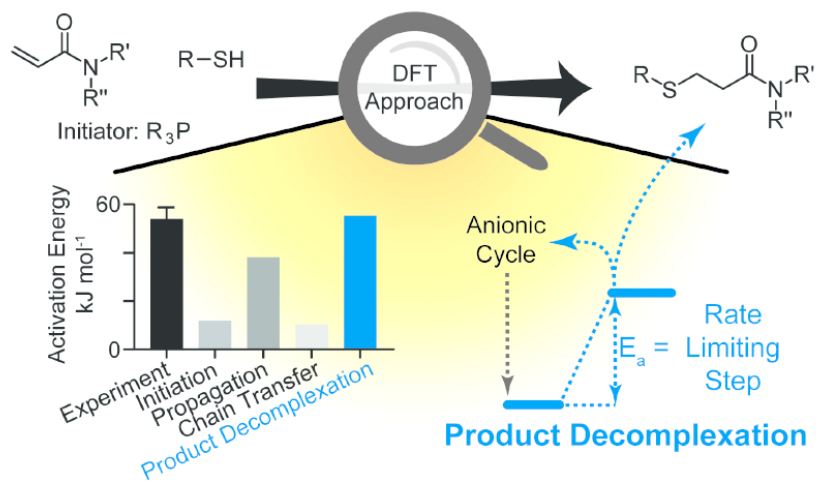 O
N
R'
R"
R–SH
Initiator: R₃P
DFT
Approach
R
S
O
N
R'
R"
Activation Energy
kJ mol⁻¹
60
0
Experiment
Initiation
Propagation
Chain Transfer
Product Decomplexation
Anionic
Cycle
Eₐ = Rate
Limiting
Step
Product Decomplexation